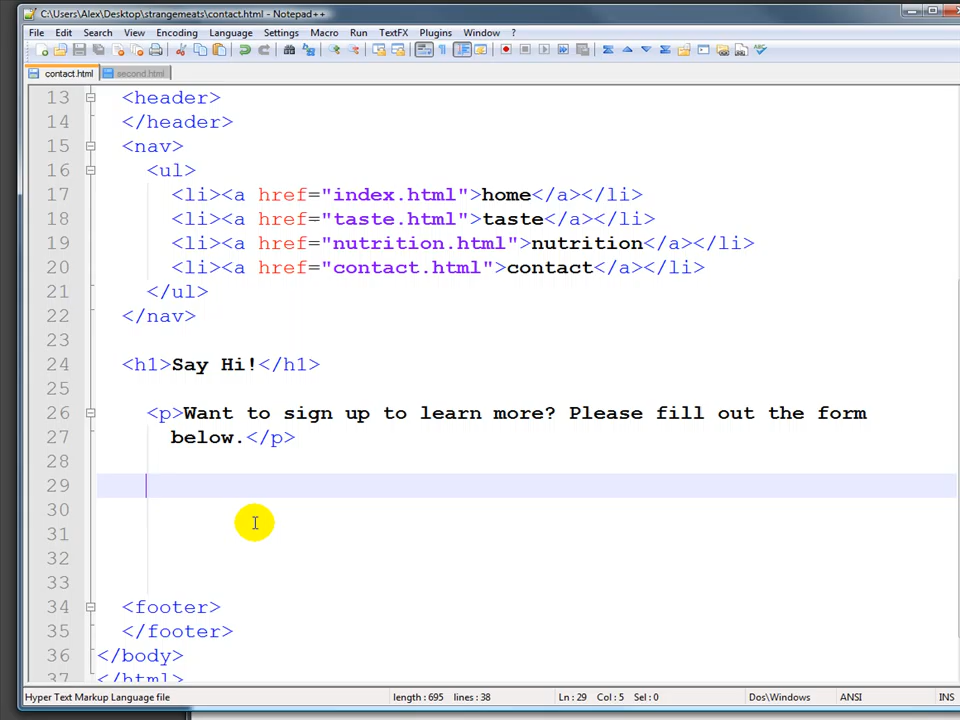 C:\Users\Alex\Desktop\strangemeats\contact.html - Notepad++
File Edit Search View Encoding Language Settings Macro Run TextFX Plugins Window ?
contact.html second.html
13 <header>
14 </header>
15 <nav>
16 <ul>
17 <li><a href="index.html">home</a></li>
18 <li><a href="taste.html">taste</a></li>
19 <li><a href="nutrition.html">nutrition</a></li>
20 <li><a href="contact.html">contact</a></li>
21 </ul>
22 </nav>
23
24 <h1>Say Hi!</h1>
25
26 <p>Want to sign up to learn more? Please fill out the form
27 below.</p>
28
29
30
31
32
33
34 <footer>
35 </footer>
36 </body>
37 </html>
Hyper Text Markup Language file length : 695 lines : 38 Ln : 29 Col : 5 Sel : 0 Dos\Windows ANSI INS